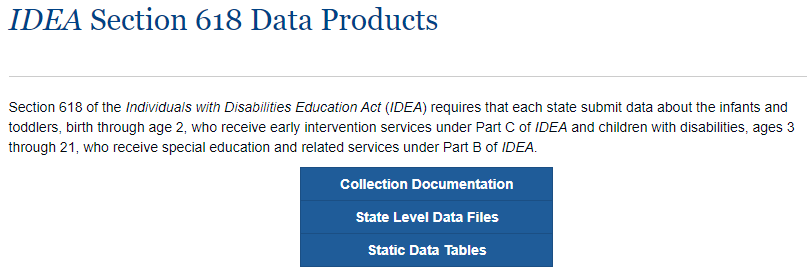 IDEA Section 618 Data Products
Section 618 of the Individuals with Disabilities Education Act (IDEA) requires that each state submit data about the infants and
toddlers, birth through age 2, who receive early intervention services under Part C of IDEA and children with disabilities, ages 3
through 21, who receive special education and related services under Part B of IDEA.
Collection Documentation
State Level Data Files
Static Data Tables